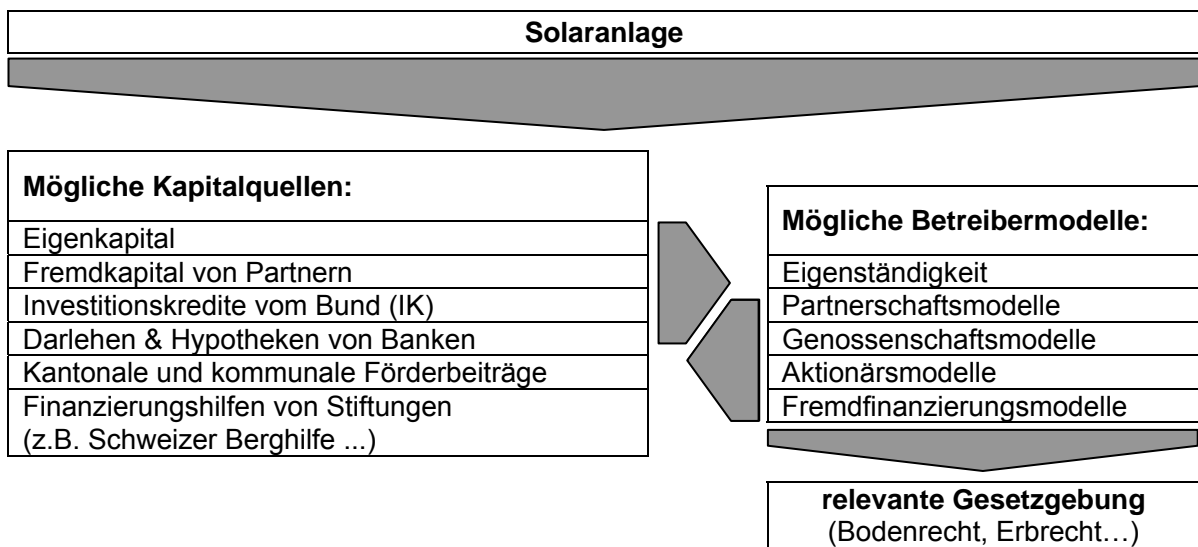 Solaranlage
Mögliche Kapitalquellen:
Eigenkapital
Fremdkapital von Partnern
Investitionskredite vom Bund (IK)
Darlehen & Hypotheken von Banken
Kantonale und kommunale Förderbeiträge
Finanzierungshilfen von Stiftungen
(z.B. Schweizer Berghilfe ...)
Mögliche Betreibermodelle:
Eigenständigkeit
Partnerschaftsmodelle
Genossenschaftsmodelle
Aktionärsmodelle
Fremdfinanzierungsmodelle
relevante Gesetzgebung
(Bodenrecht, Erbrecht…)